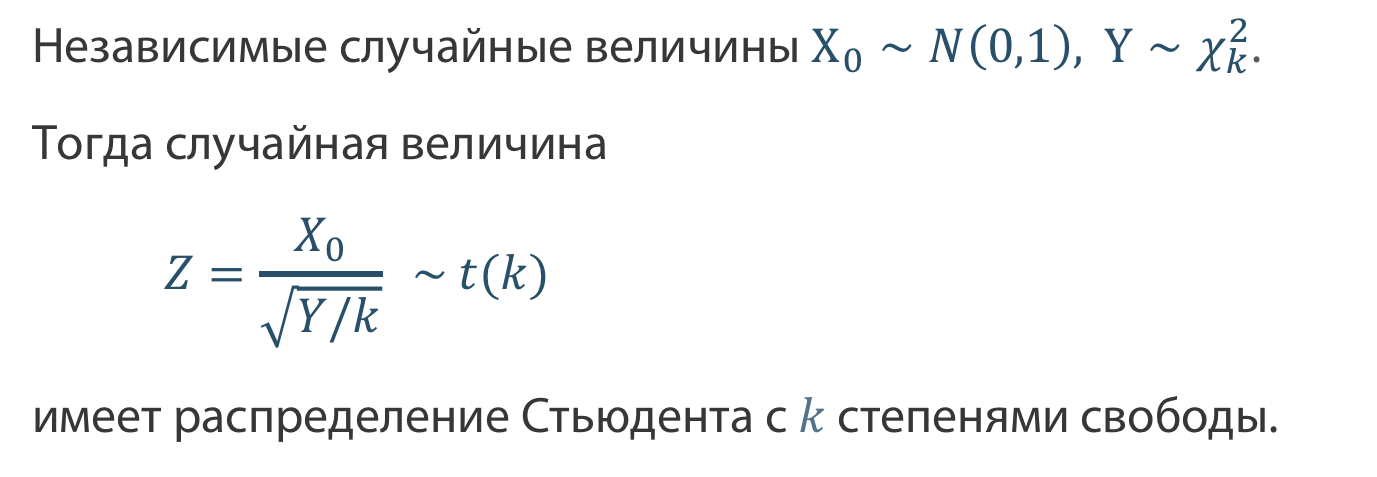 Независимые случайные величины X₀ ~ N(0,1), Y ~ χ²ₖ.
Тогда случайная величина
Z = X₀ / √(Y/k) ~ t(k)
имеет распределение Стьюдента с k степенями свободы.